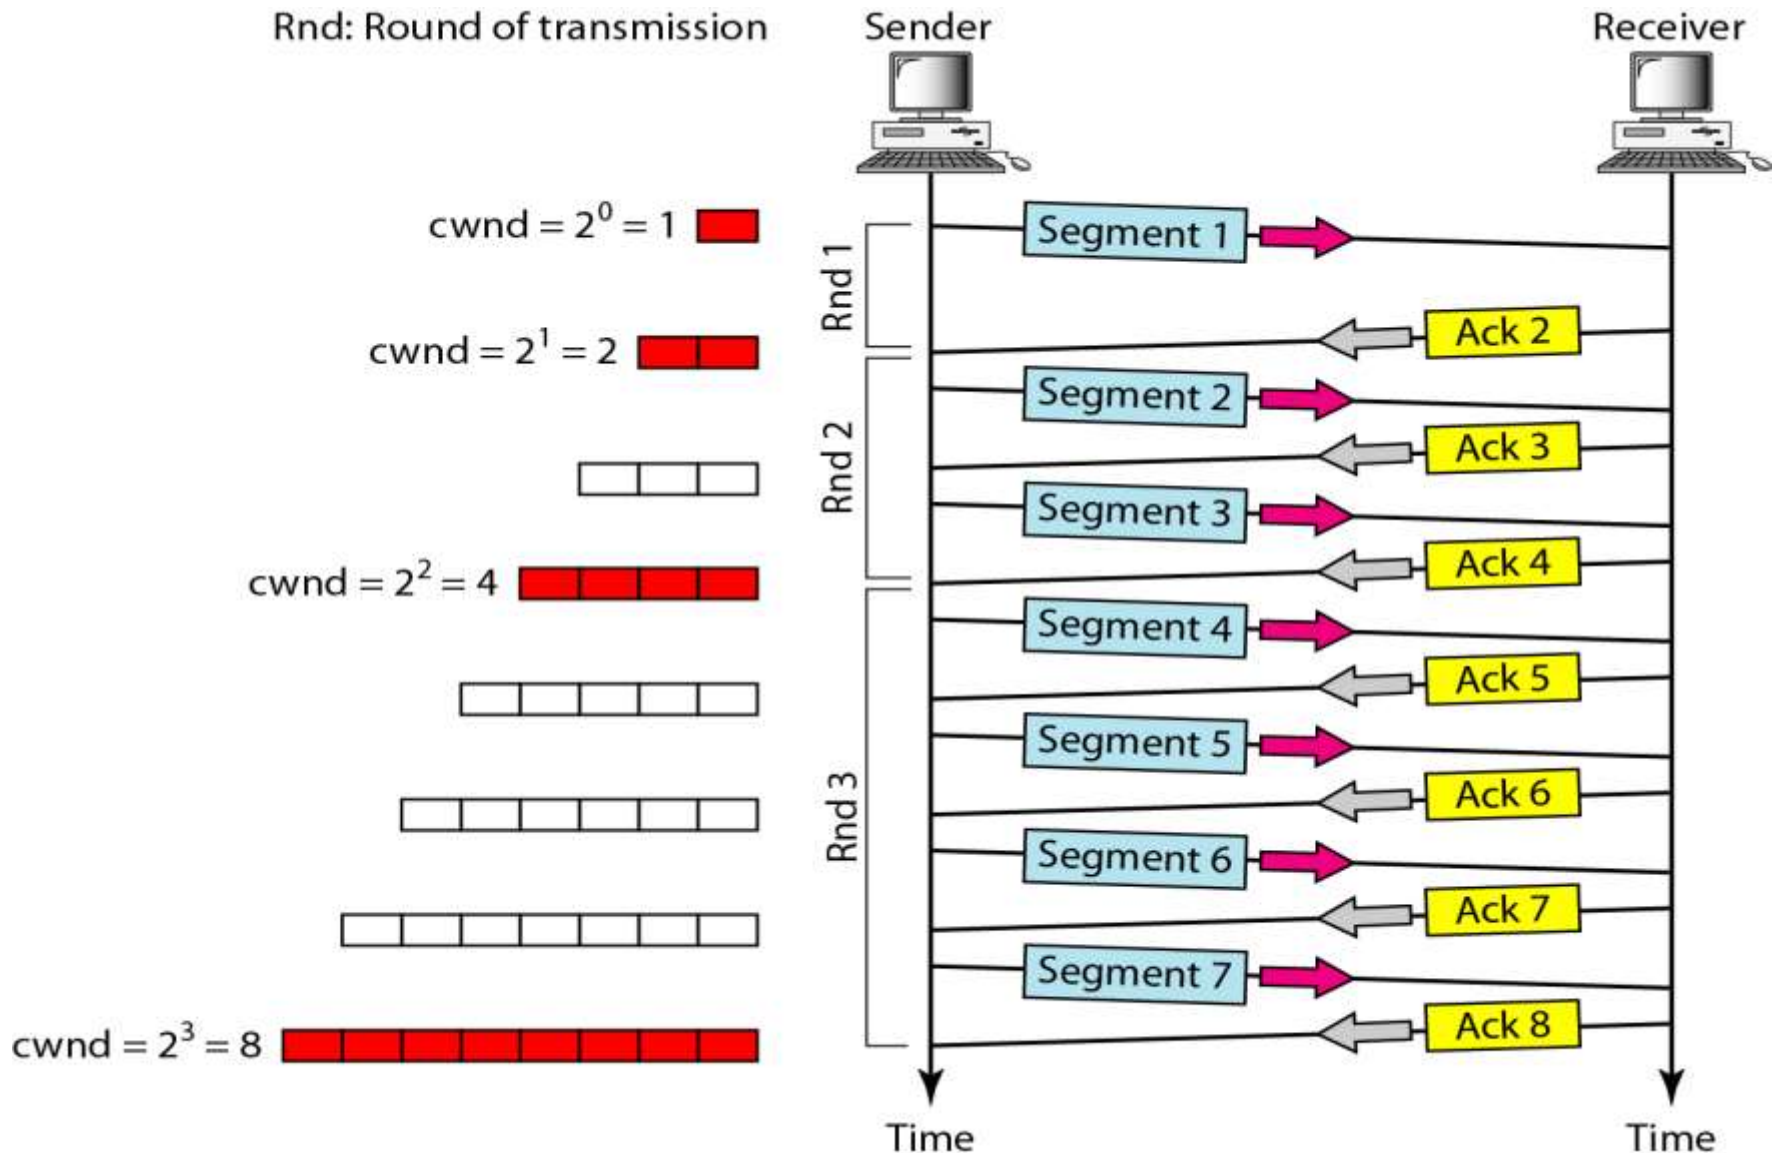 Rnd: Round of transmission
Sender
Receiver
cwnd = 2⁰ = 1
Segment 1
Rnd 1
Ack 2
cwnd = 2¹ = 2
Segment 2
Rnd 2
Ack 3
Segment 3
Ack 4
cwnd = 2² = 4
Segment 4
Ack 5
Segment 5
Rnd 3
Ack 6
Segment 6
Ack 7
Segment 7
Ack 8
cwnd = 2³ = 8
Time
Time